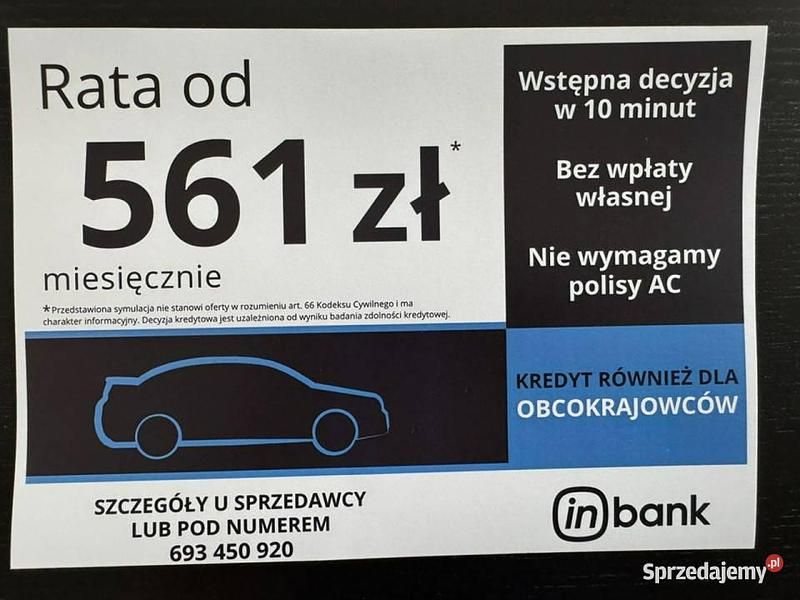 Rata od
561 zł*
miesięcznie
*Przedstawiona symulacja nie stanowi oferty w rozumieniu art. 66 Kodeksu Cywilnego i ma
charakter informacyjny. Decyzja kredytowa jest uzależniona od wyniku badania zdolności kredytowej.
Wstępna decyzja
w 10 minut
Bez wpłaty
własnej
Nie wymagamy
polisy AC
KREDYT RÓWNIEŻ DLA
OBCOKRAJOWCÓW
SZCZEGÓŁY U SPRZEDAWCY
LUB POD NUMEREM
693 450 920
inbank
Sprzedajemy.pl